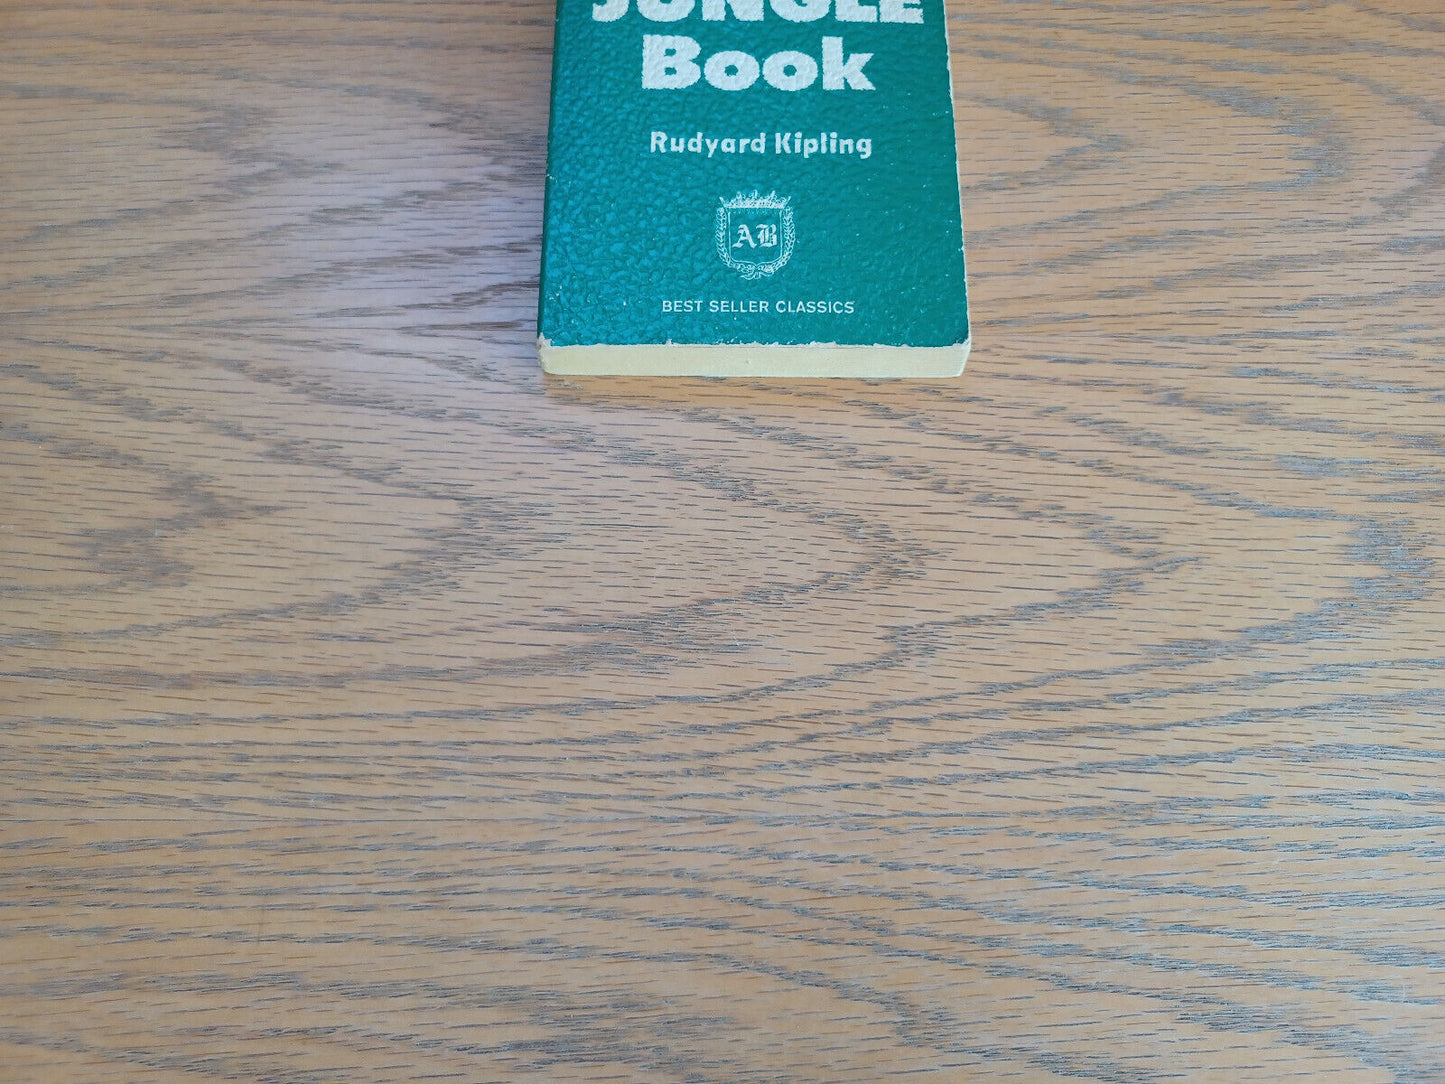 JUNGLE
Book
Rudyard Kipling
AB
BEST SELLER CLASSICS